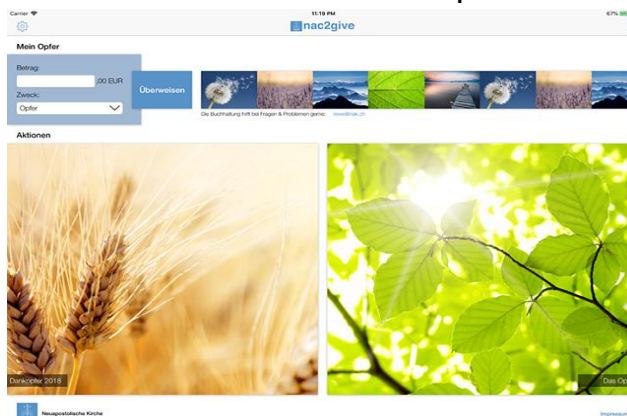 Carrier 11:19 PM 67%
nac2give
Mein Opfer
Betrag:
,00 EUR
Zweck:
Opfer
Überweisen
Die Buchhaltung hilft bei Fragen & Problemen gerne:
Aktionen
Dankopfer 2018
Das Op
Neuapostolische Kirche
Impressum